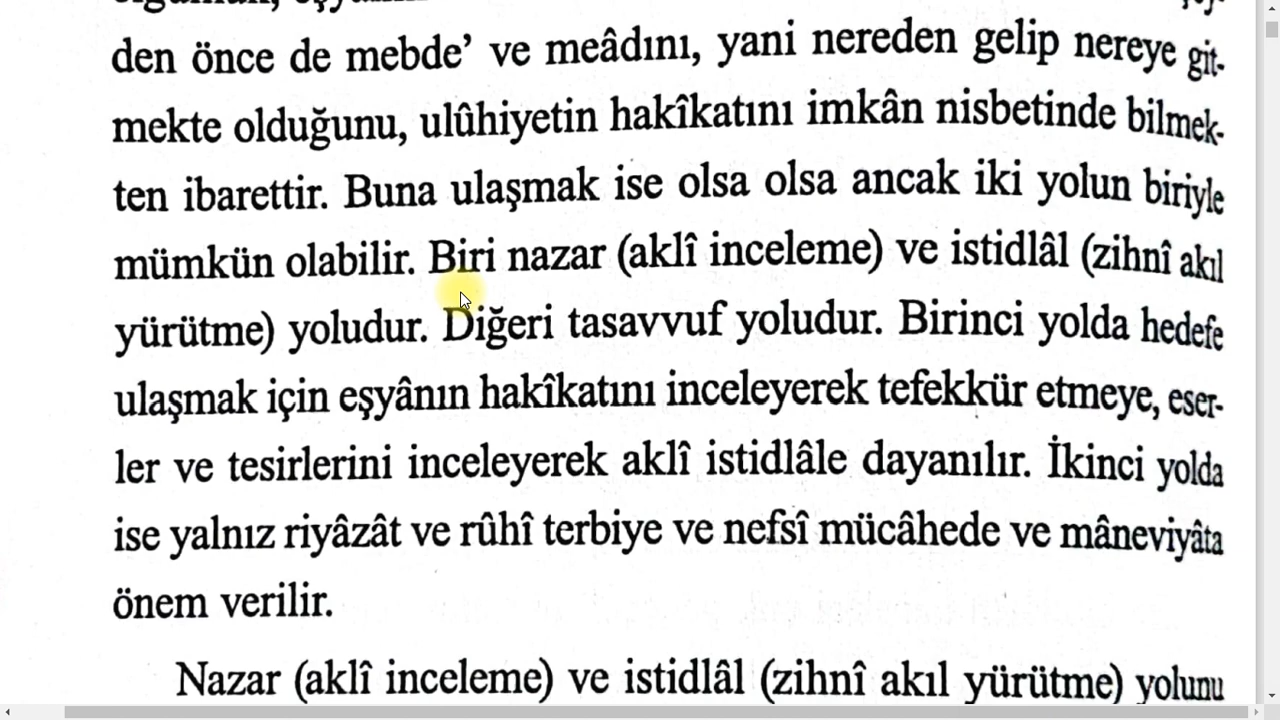 den önce de mebde’ ve meâdını, yani nereden gelip nereye git-
mekte olduğunu, ulûhiyetin hakîkatını imkân nisbetinde bilmek-
ten ibarettir. Buna ulaşmak ise olsa olsa ancak iki yolun biriyle
mümkün olabilir. Biri nazar (aklî inceleme) ve istidlâl (zihnî akıl
yürütme) yoludur. Diğeri tasavvuf yoludur. Birinci yolda hedefe
ulaşmak için eşyânın hakîkatını inceleyerek tefekkür etmeye, eser-
ler ve tesirlerini inceleyerek aklî istidlâle dayanılır. İkinci yolda
ise yalnız riyâzât ve rûhî terbiye ve nefsî mücâhede ve mâneviyâta
önem verilir.
Nazar (aklî inceleme) ve istidlâl (zihnî akıl yürütme) yolunu